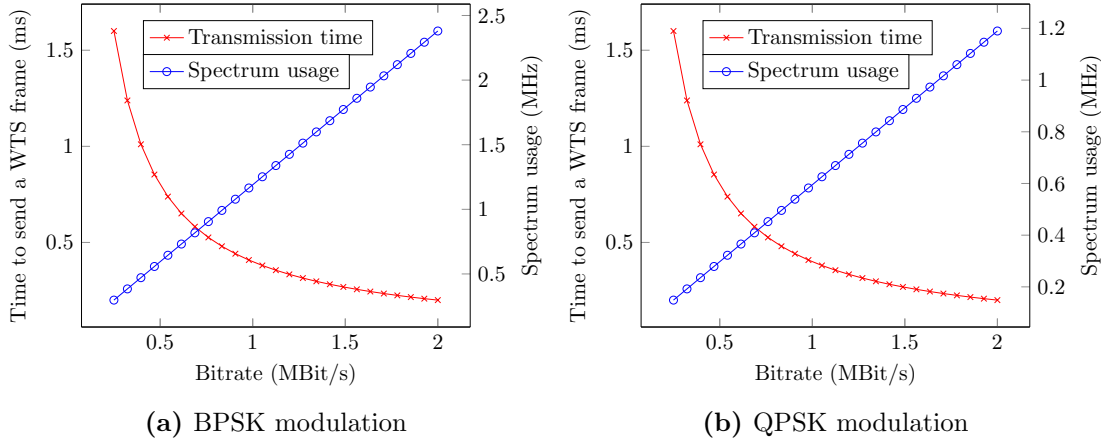 Transmission time
Spectrum usage
Time to send a WTS frame (ms)
1.5
1
0.5
2.5
2
1.5
1
0.5
Spectrum usage (MHz)
0.5
1
1.5
2
Bitrate (MBit/s)
(a) BPSK modulation
Transmission time
Spectrum usage
Time to send a WTS frame (ms)
1.5
1
0.5
1.2
1
0.8
0.6
0.4
0.2
Spectrum usage (MHz)
0.5
1
1.5
2
Bitrate (MBit/s)
(b) QPSK modulation